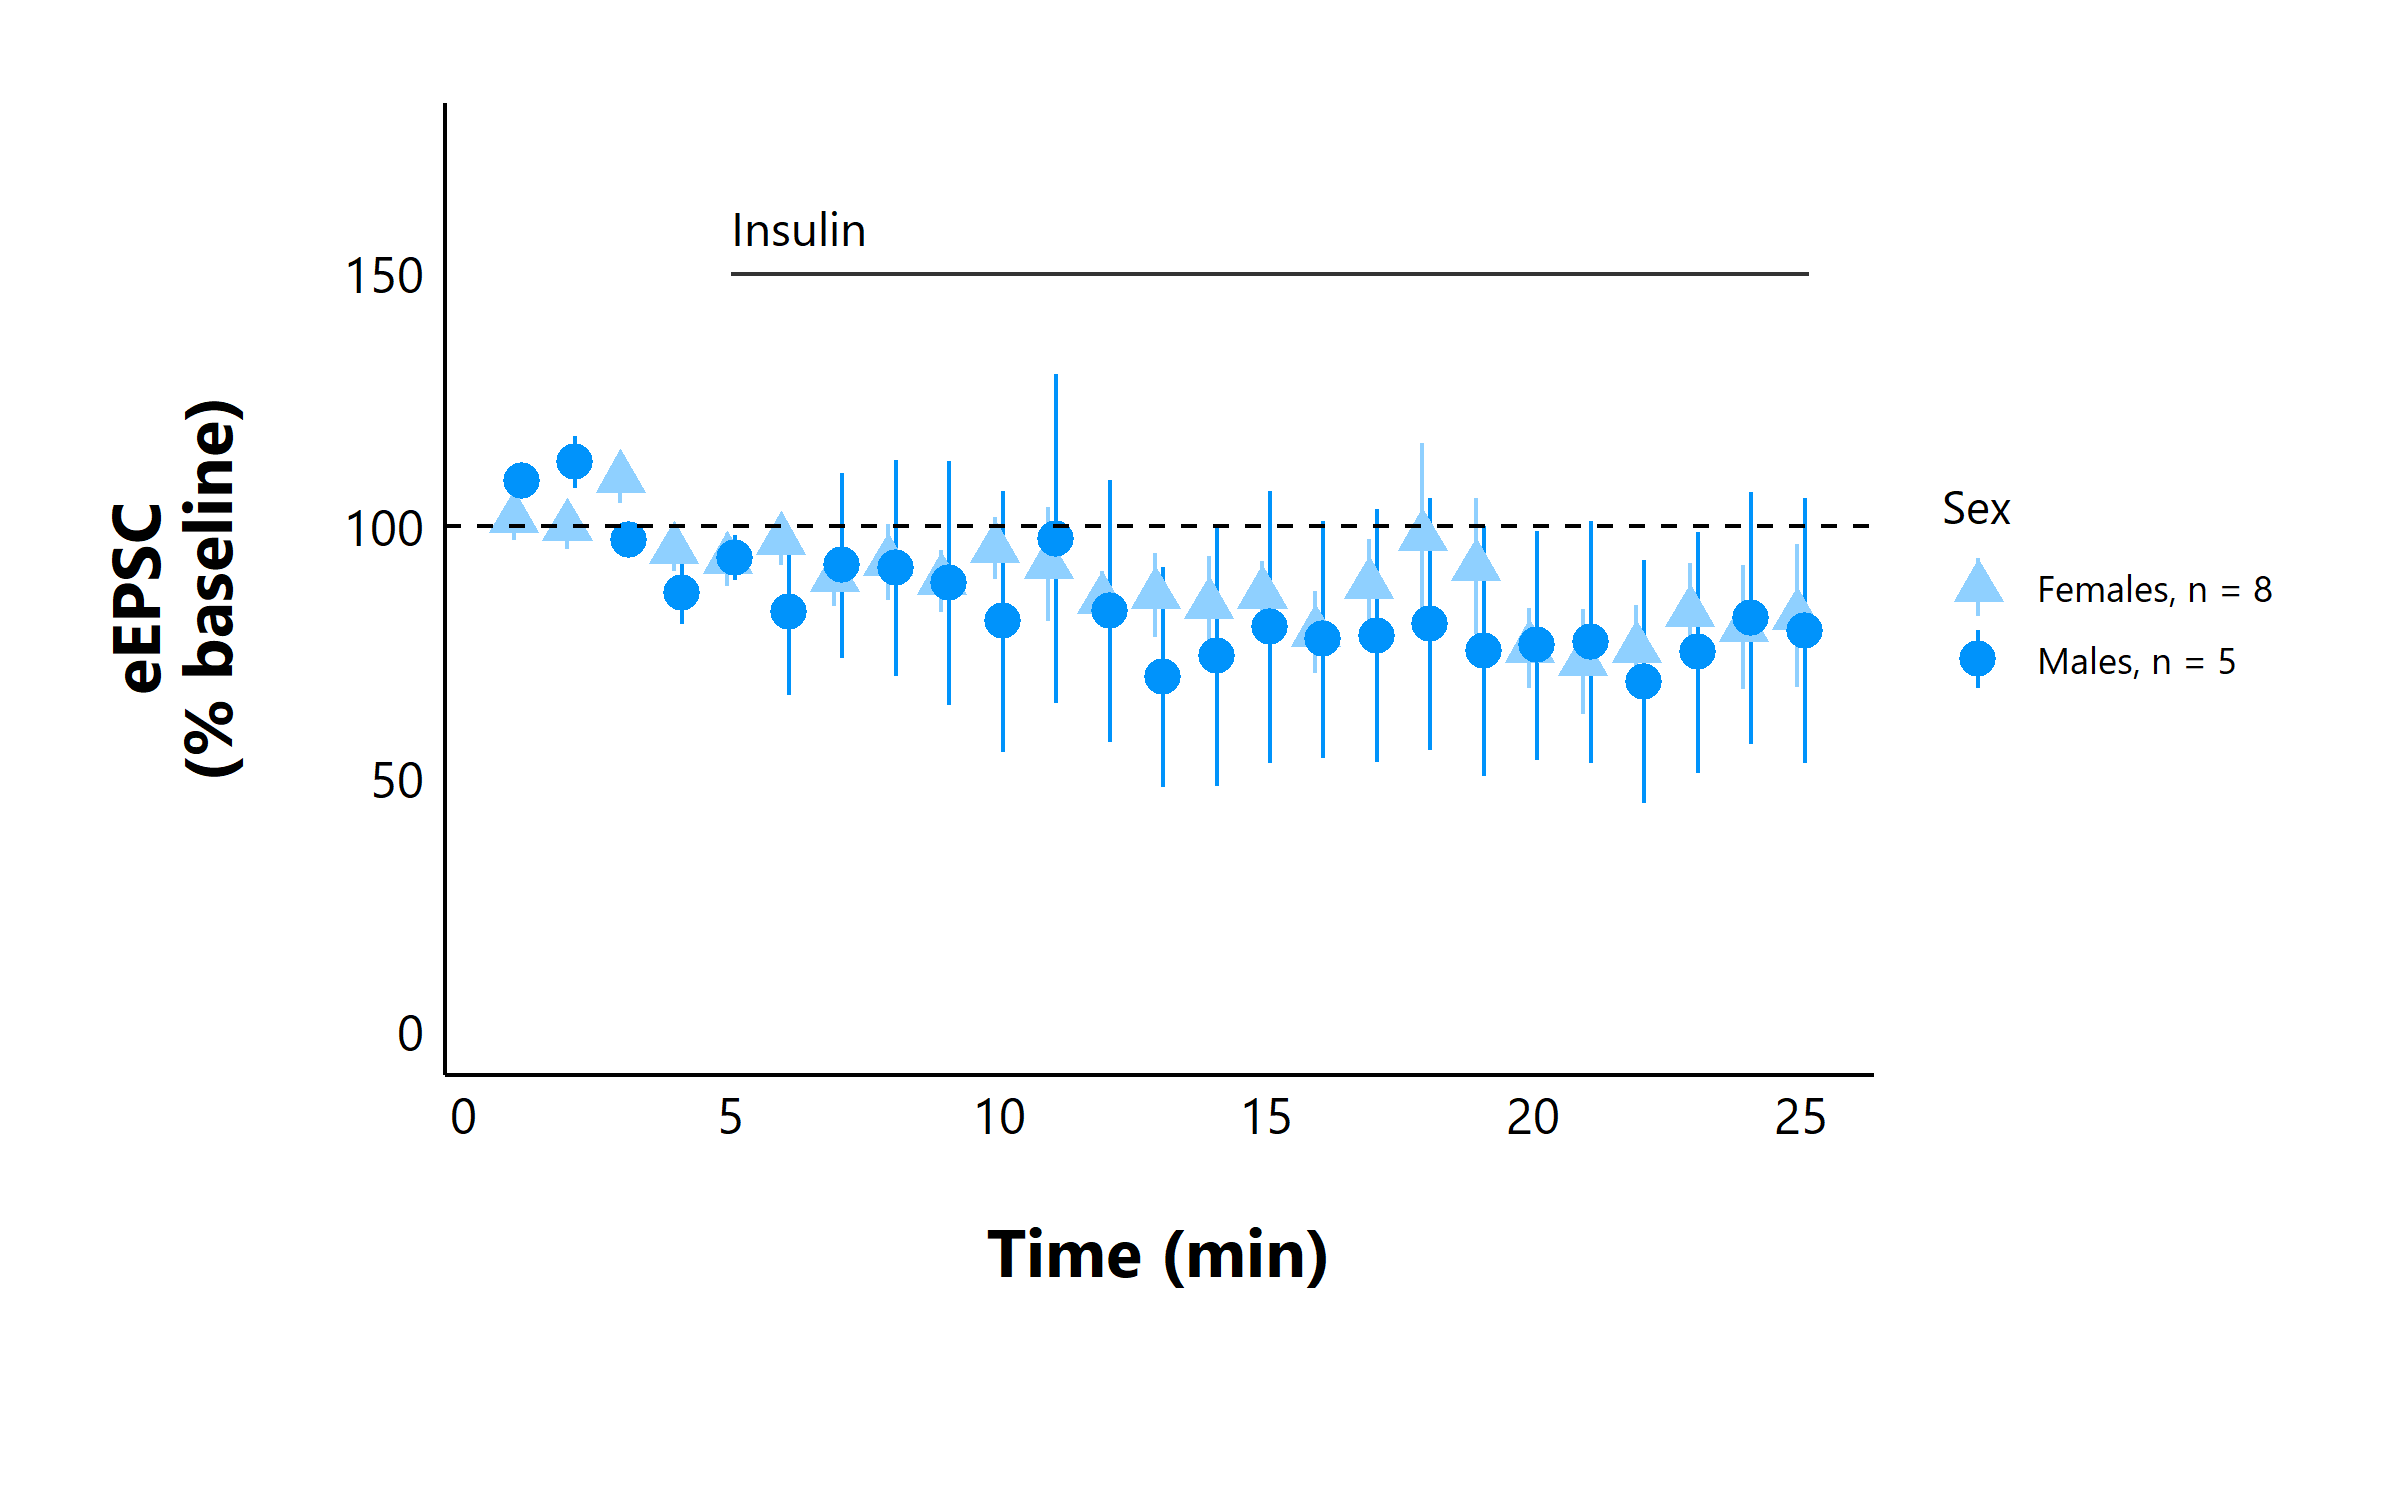 Insulin
150
100
50
0
eEPSC
(% baseline)
0 5 10 15 20 25
Time (min)
Sex
Females, n = 8
Males, n = 5